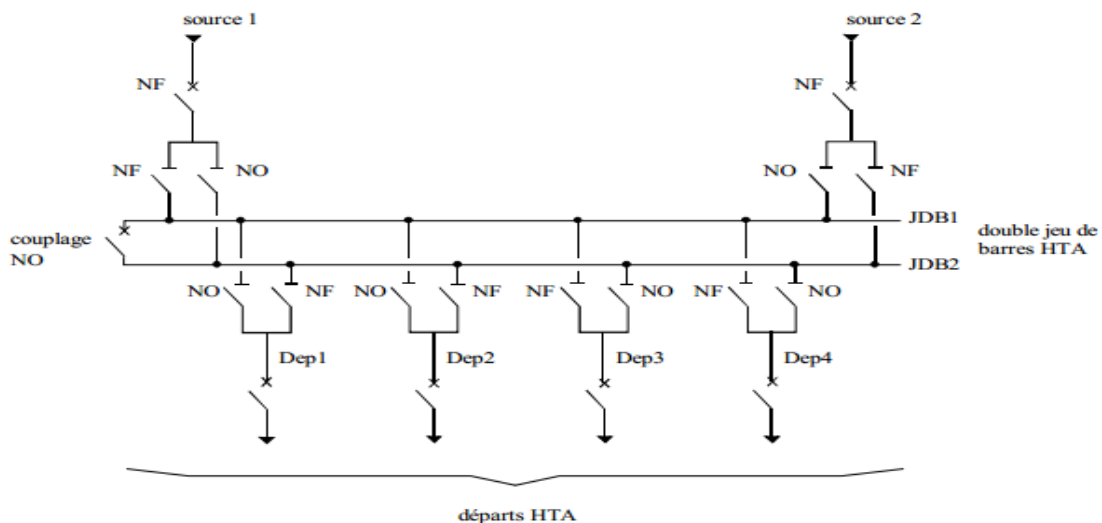 source 1
source 2
NF
NF
NF
NO
NO
NF
JDB1
couplage
NO
double jeu de
barres HTA
JDB2
NO
NF
NO
NF
NF
NO
NF
NO
Dep1
Dep2
Dep3
Dep4
départs HTA